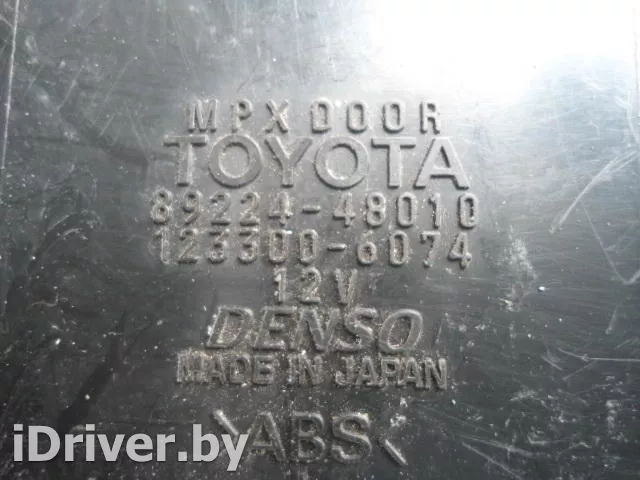 MPX DOOR
TOYOTA
89224-48010
123300-6074
12V
DENSO
MADE IN JAPAN
>ABS<
iDriver.by